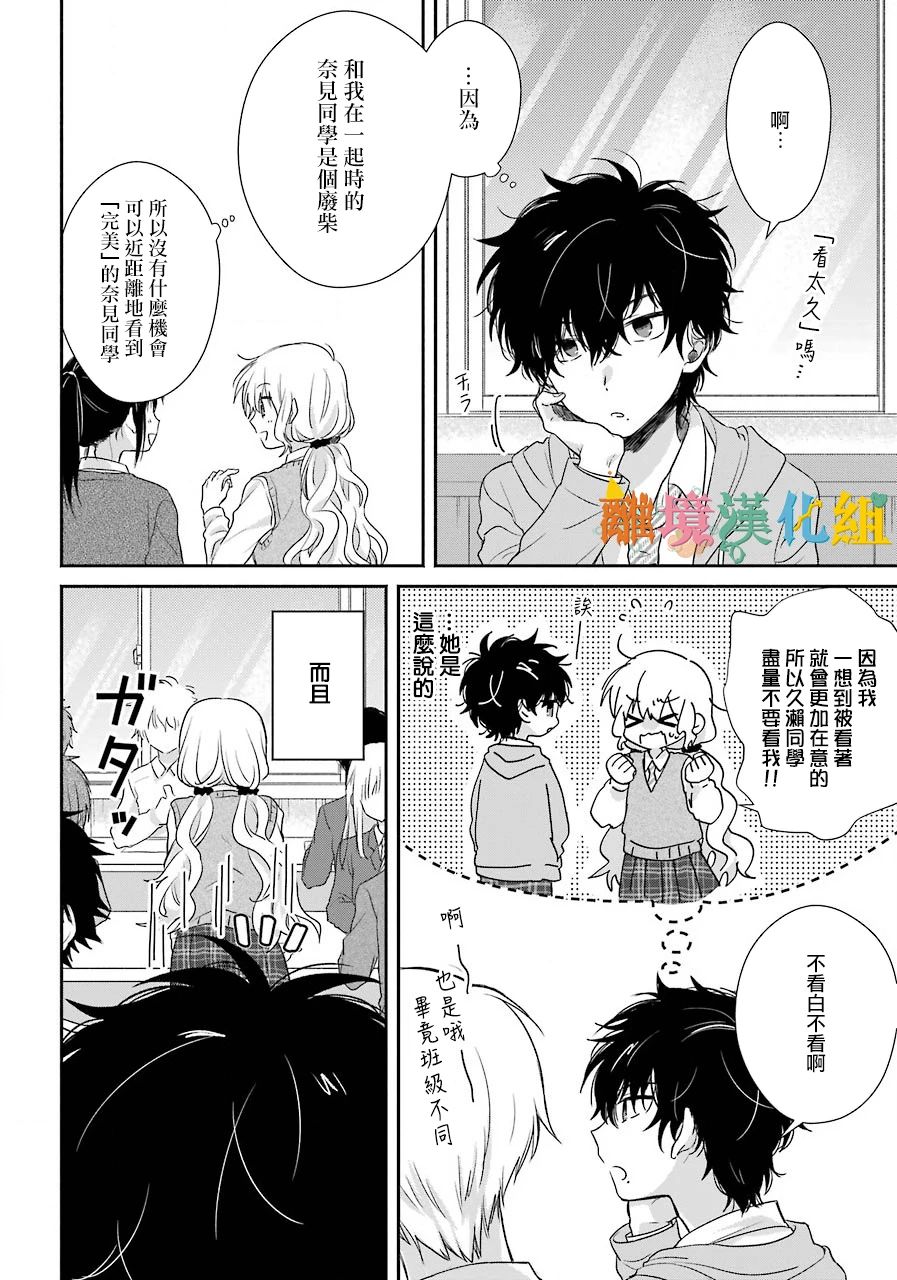 啊…
「看太久」嗎…
チラ
離境漢化組
…因為
和我在一起時的
奈見同學是個廢柴
所以沒有什麼機會
可以近距離地看到
「完美」的奈見同學
因為我
一想到被看著
就會更加在意的
所以久瀨同學
盡量不要看我!!
誒
…她是
這麼說的
不看白不看啊
啊
也是哦
畢竟班級不同
而且
ガタッ